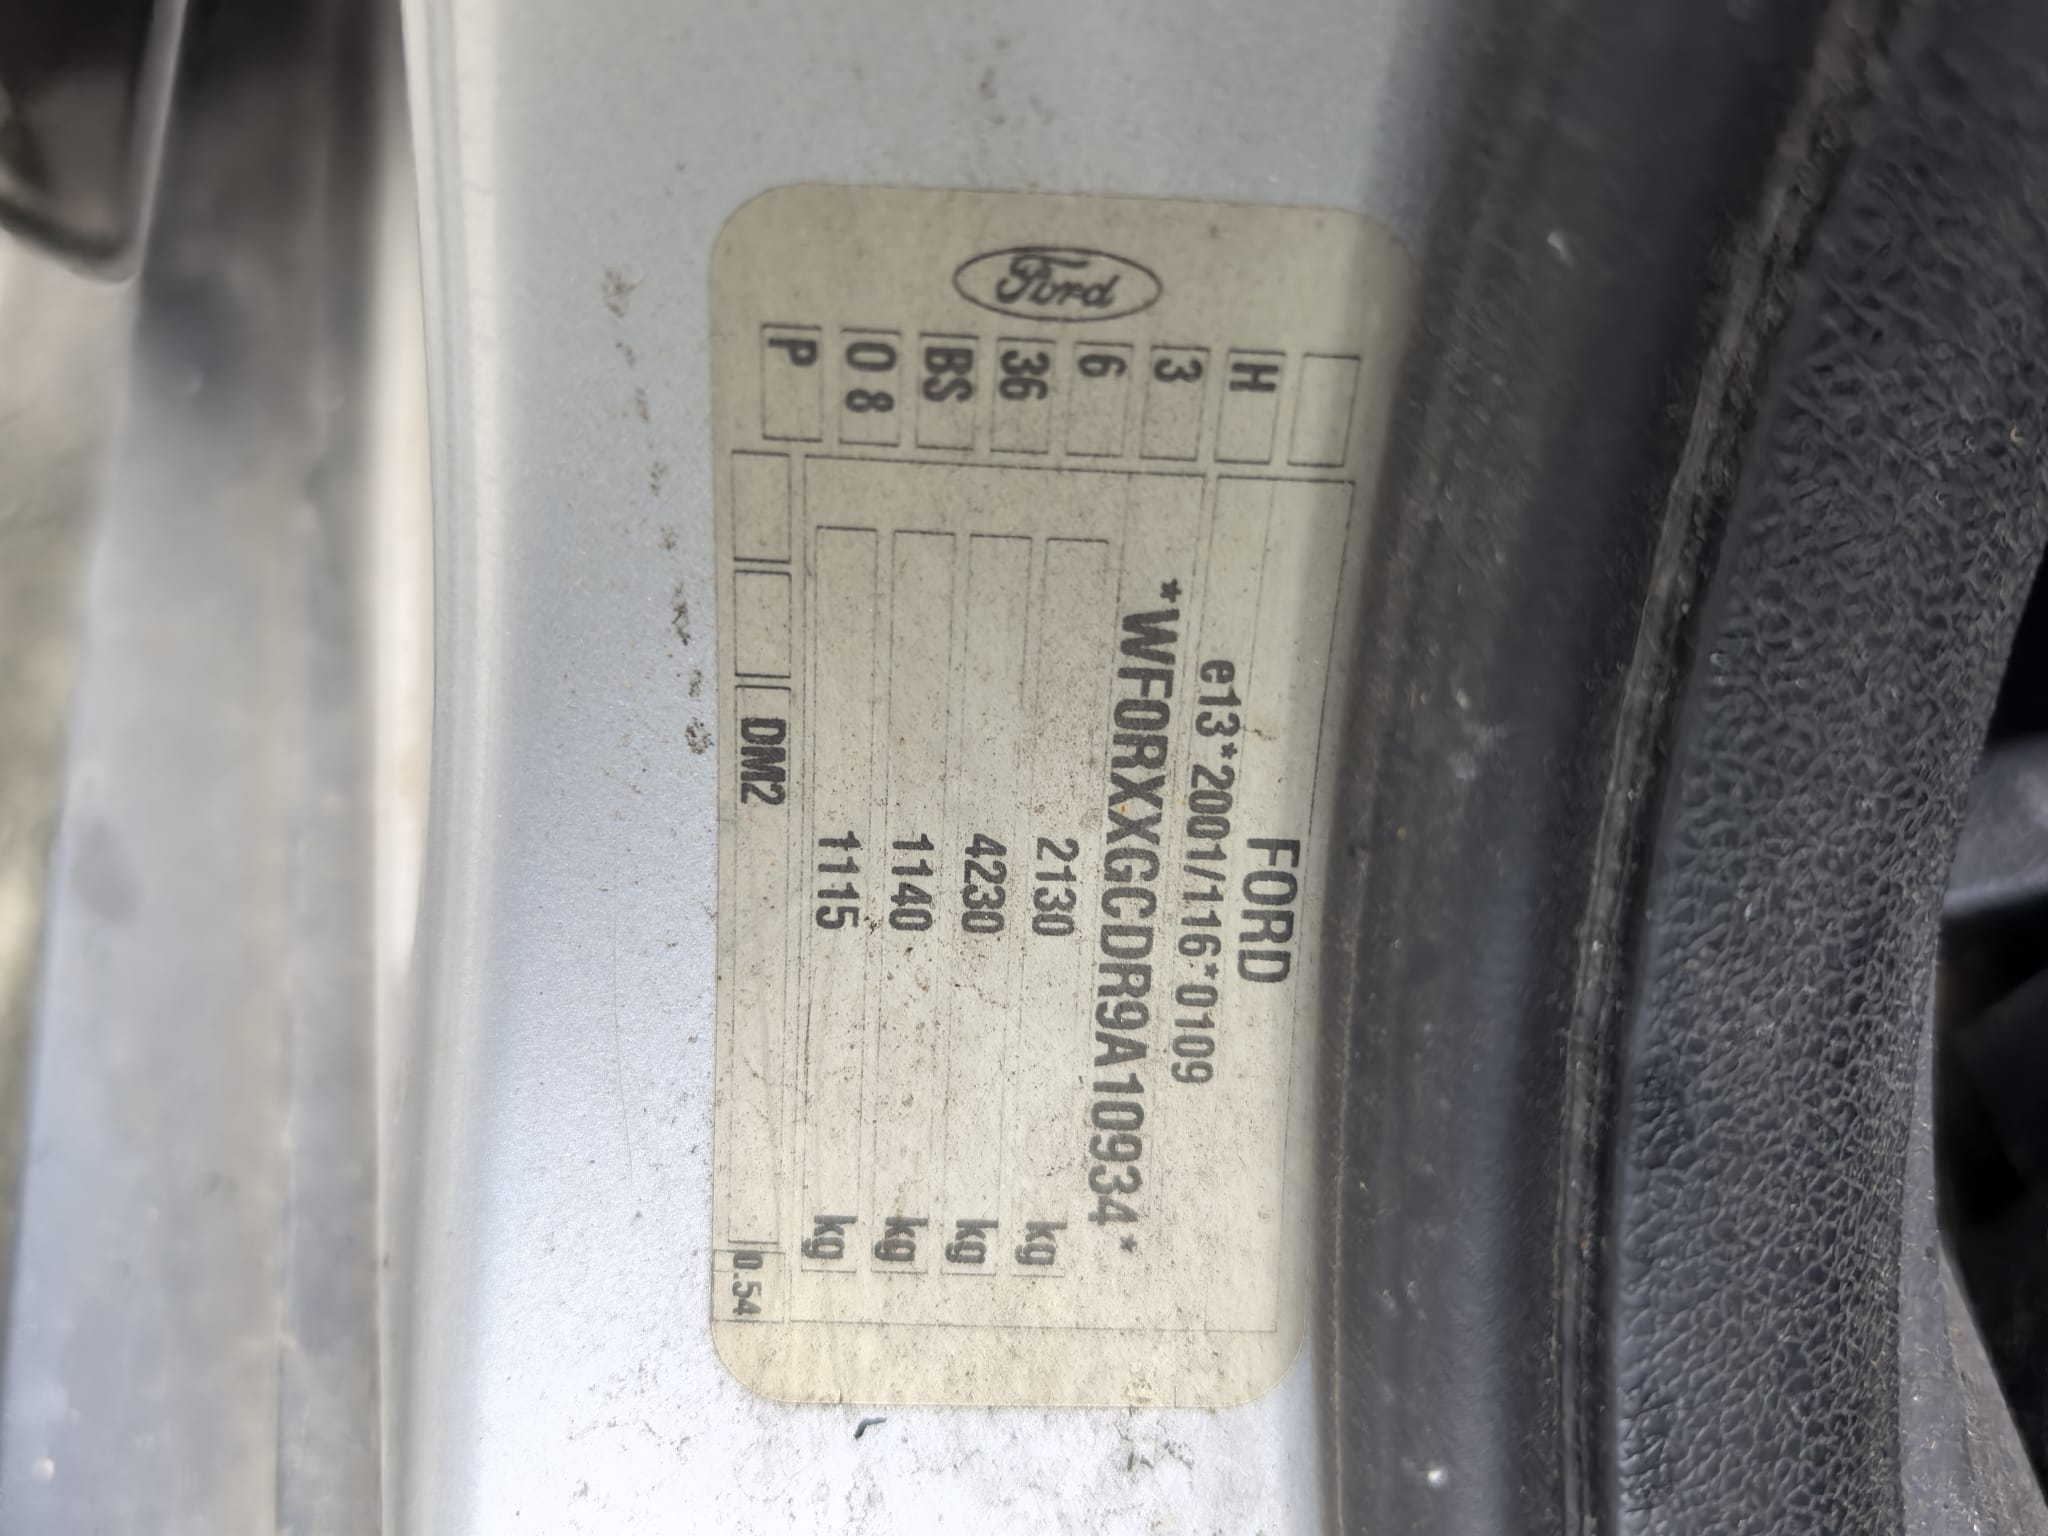 Ford
FORD
e13*2001/116*0109
*WF0RXXGCDR9A10934*
2130 kg
4230 kg
1140 kg
1115 kg
DM2
0.54
H
3
6
36
BS
0 8
P